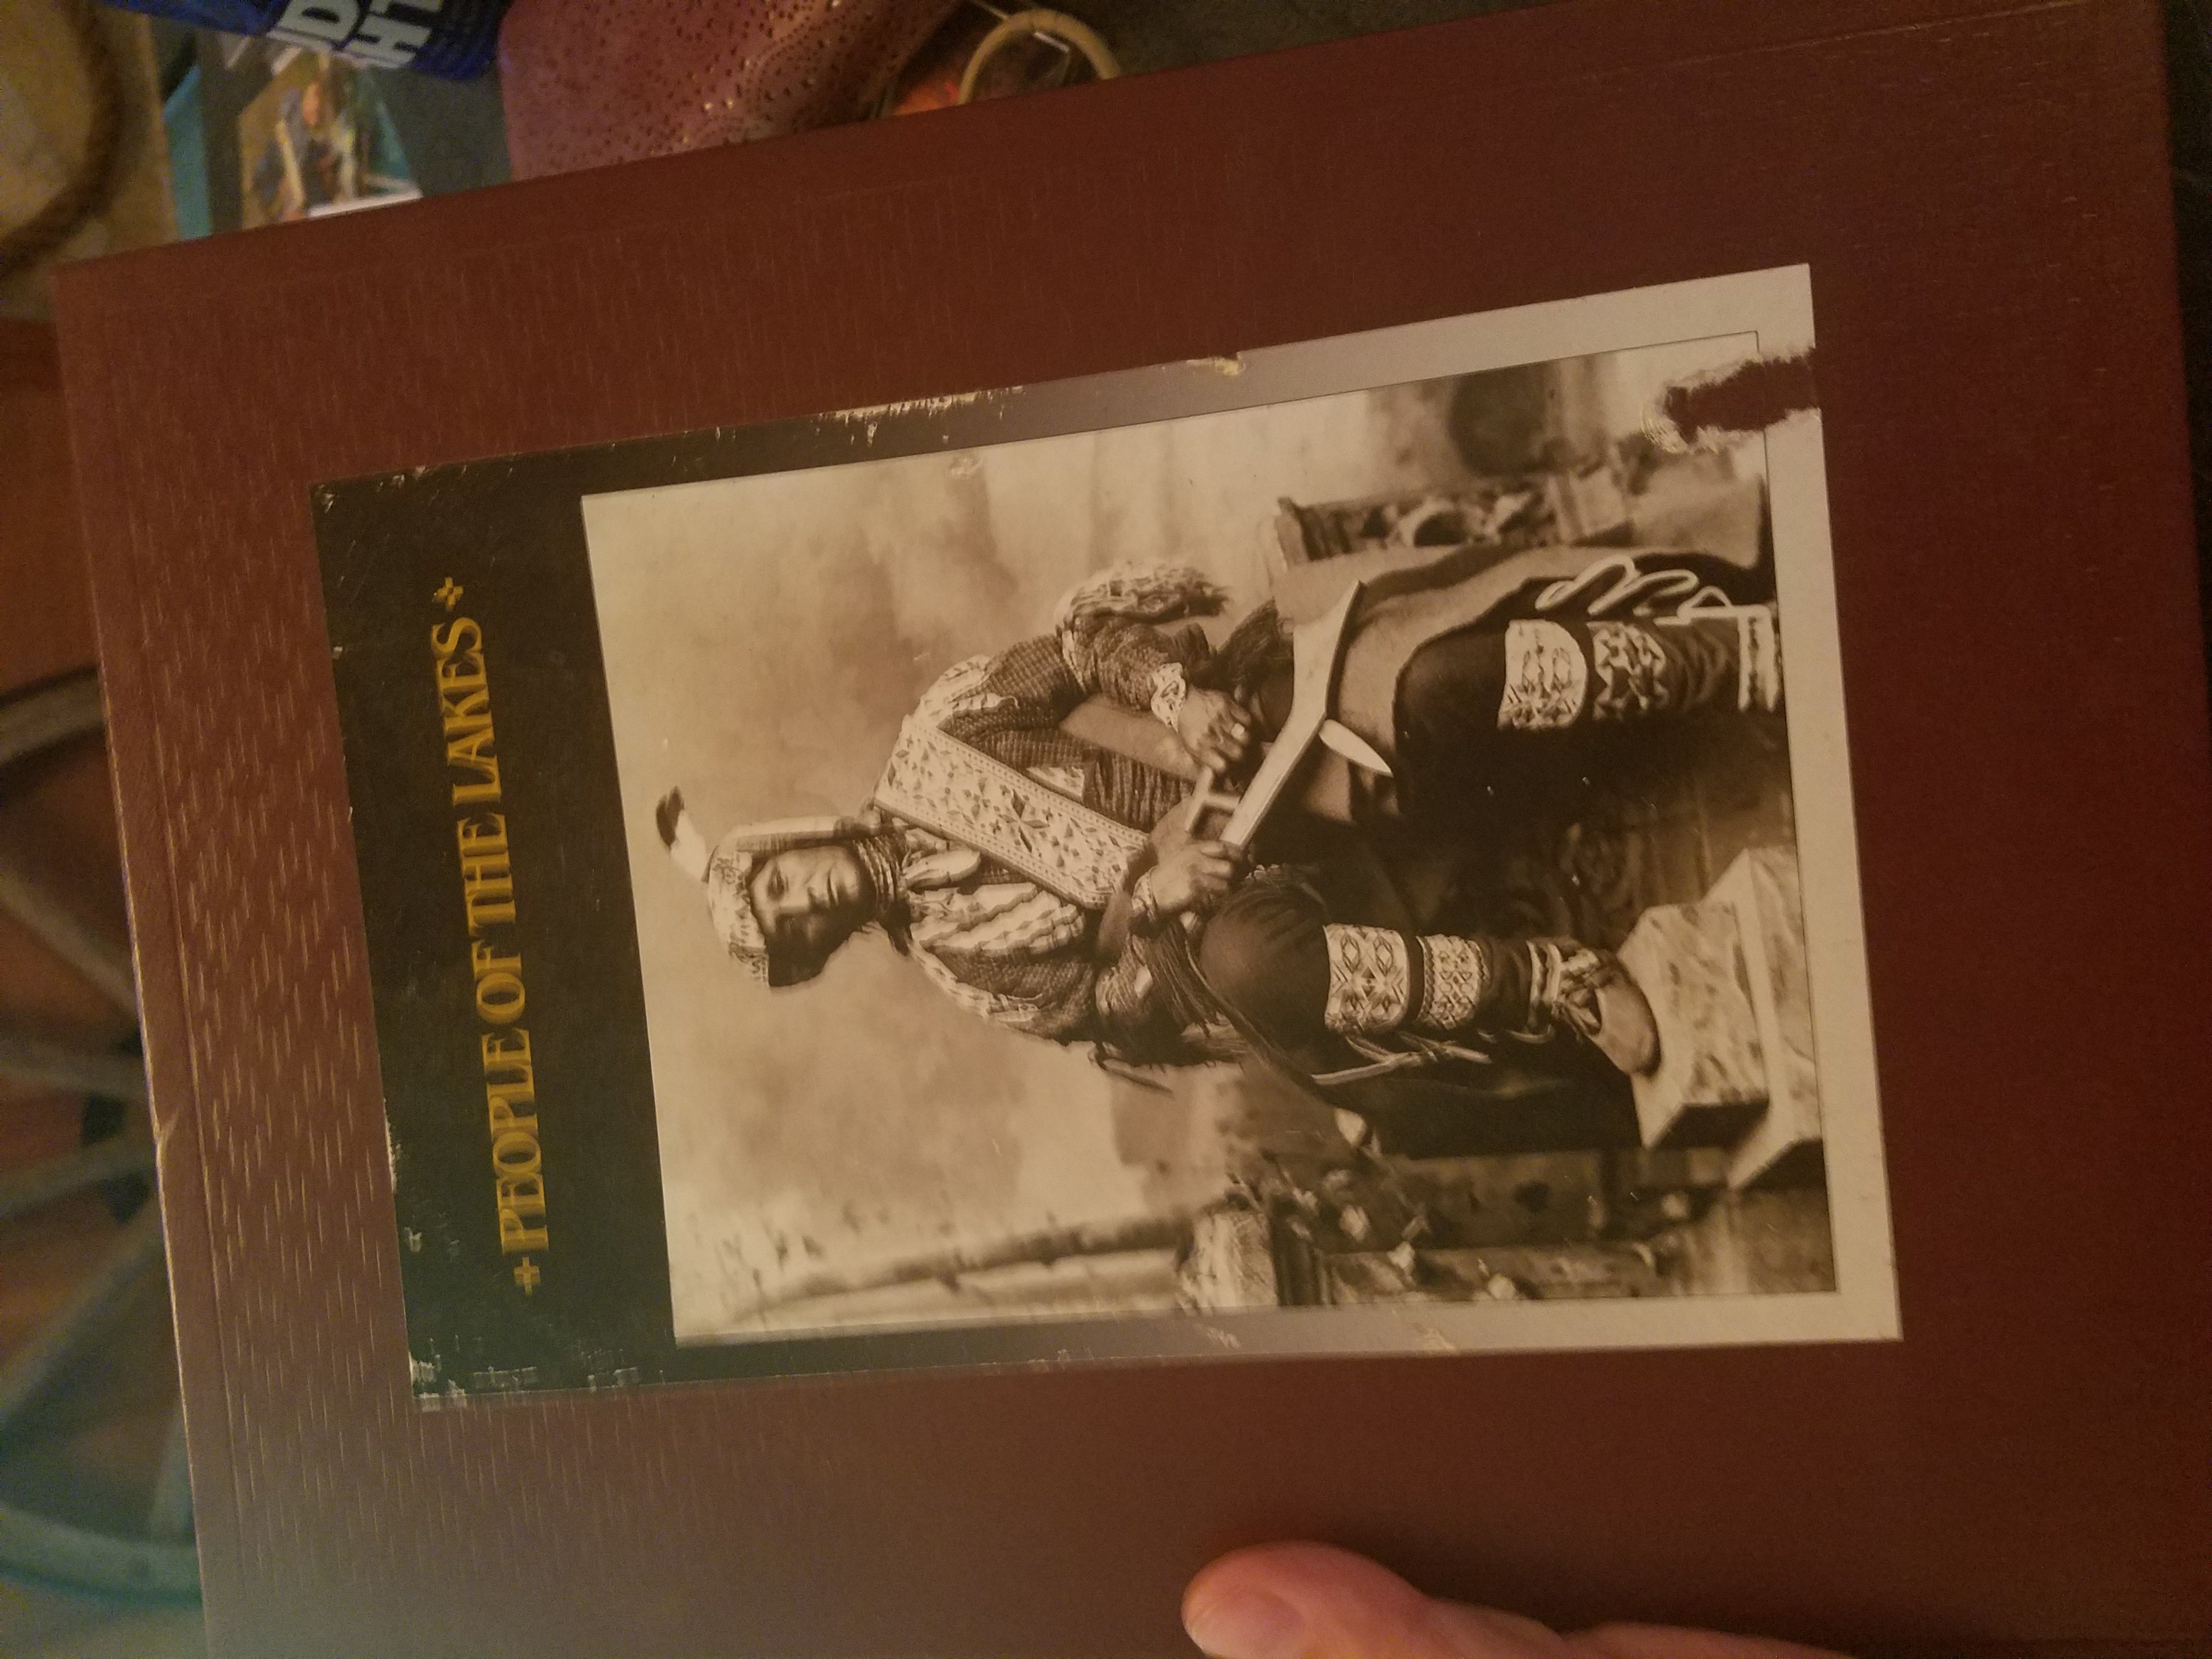 PEOPLE OF THE LAKES